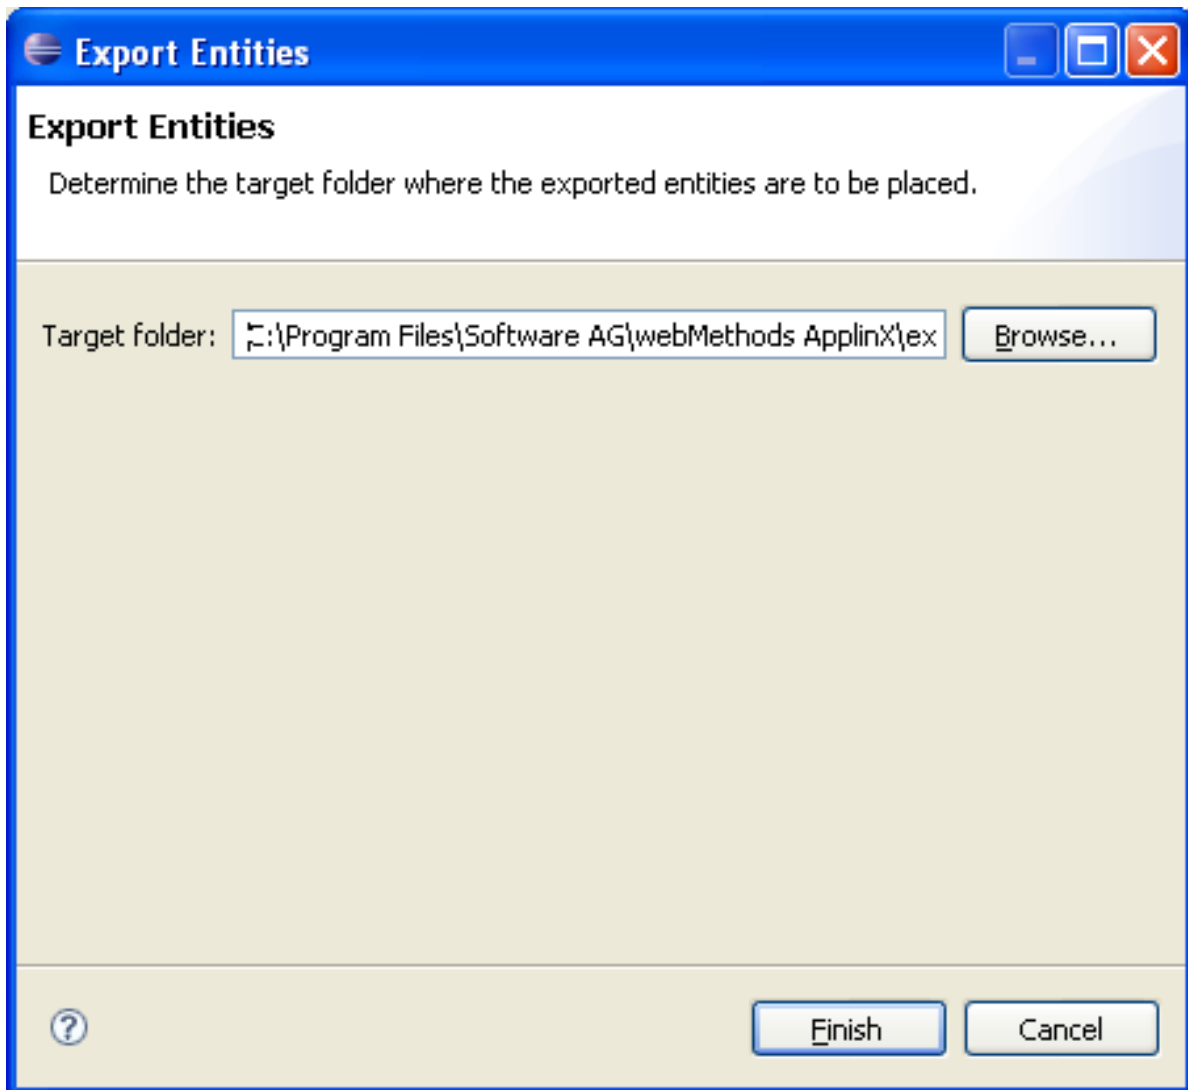 Export Entities
Export Entities
Determine the target folder where the exported entities are to be placed.
Target folder: C:\Program Files\Software AG\webMethods ApplinX\ex Browse...
?
Finish Cancel